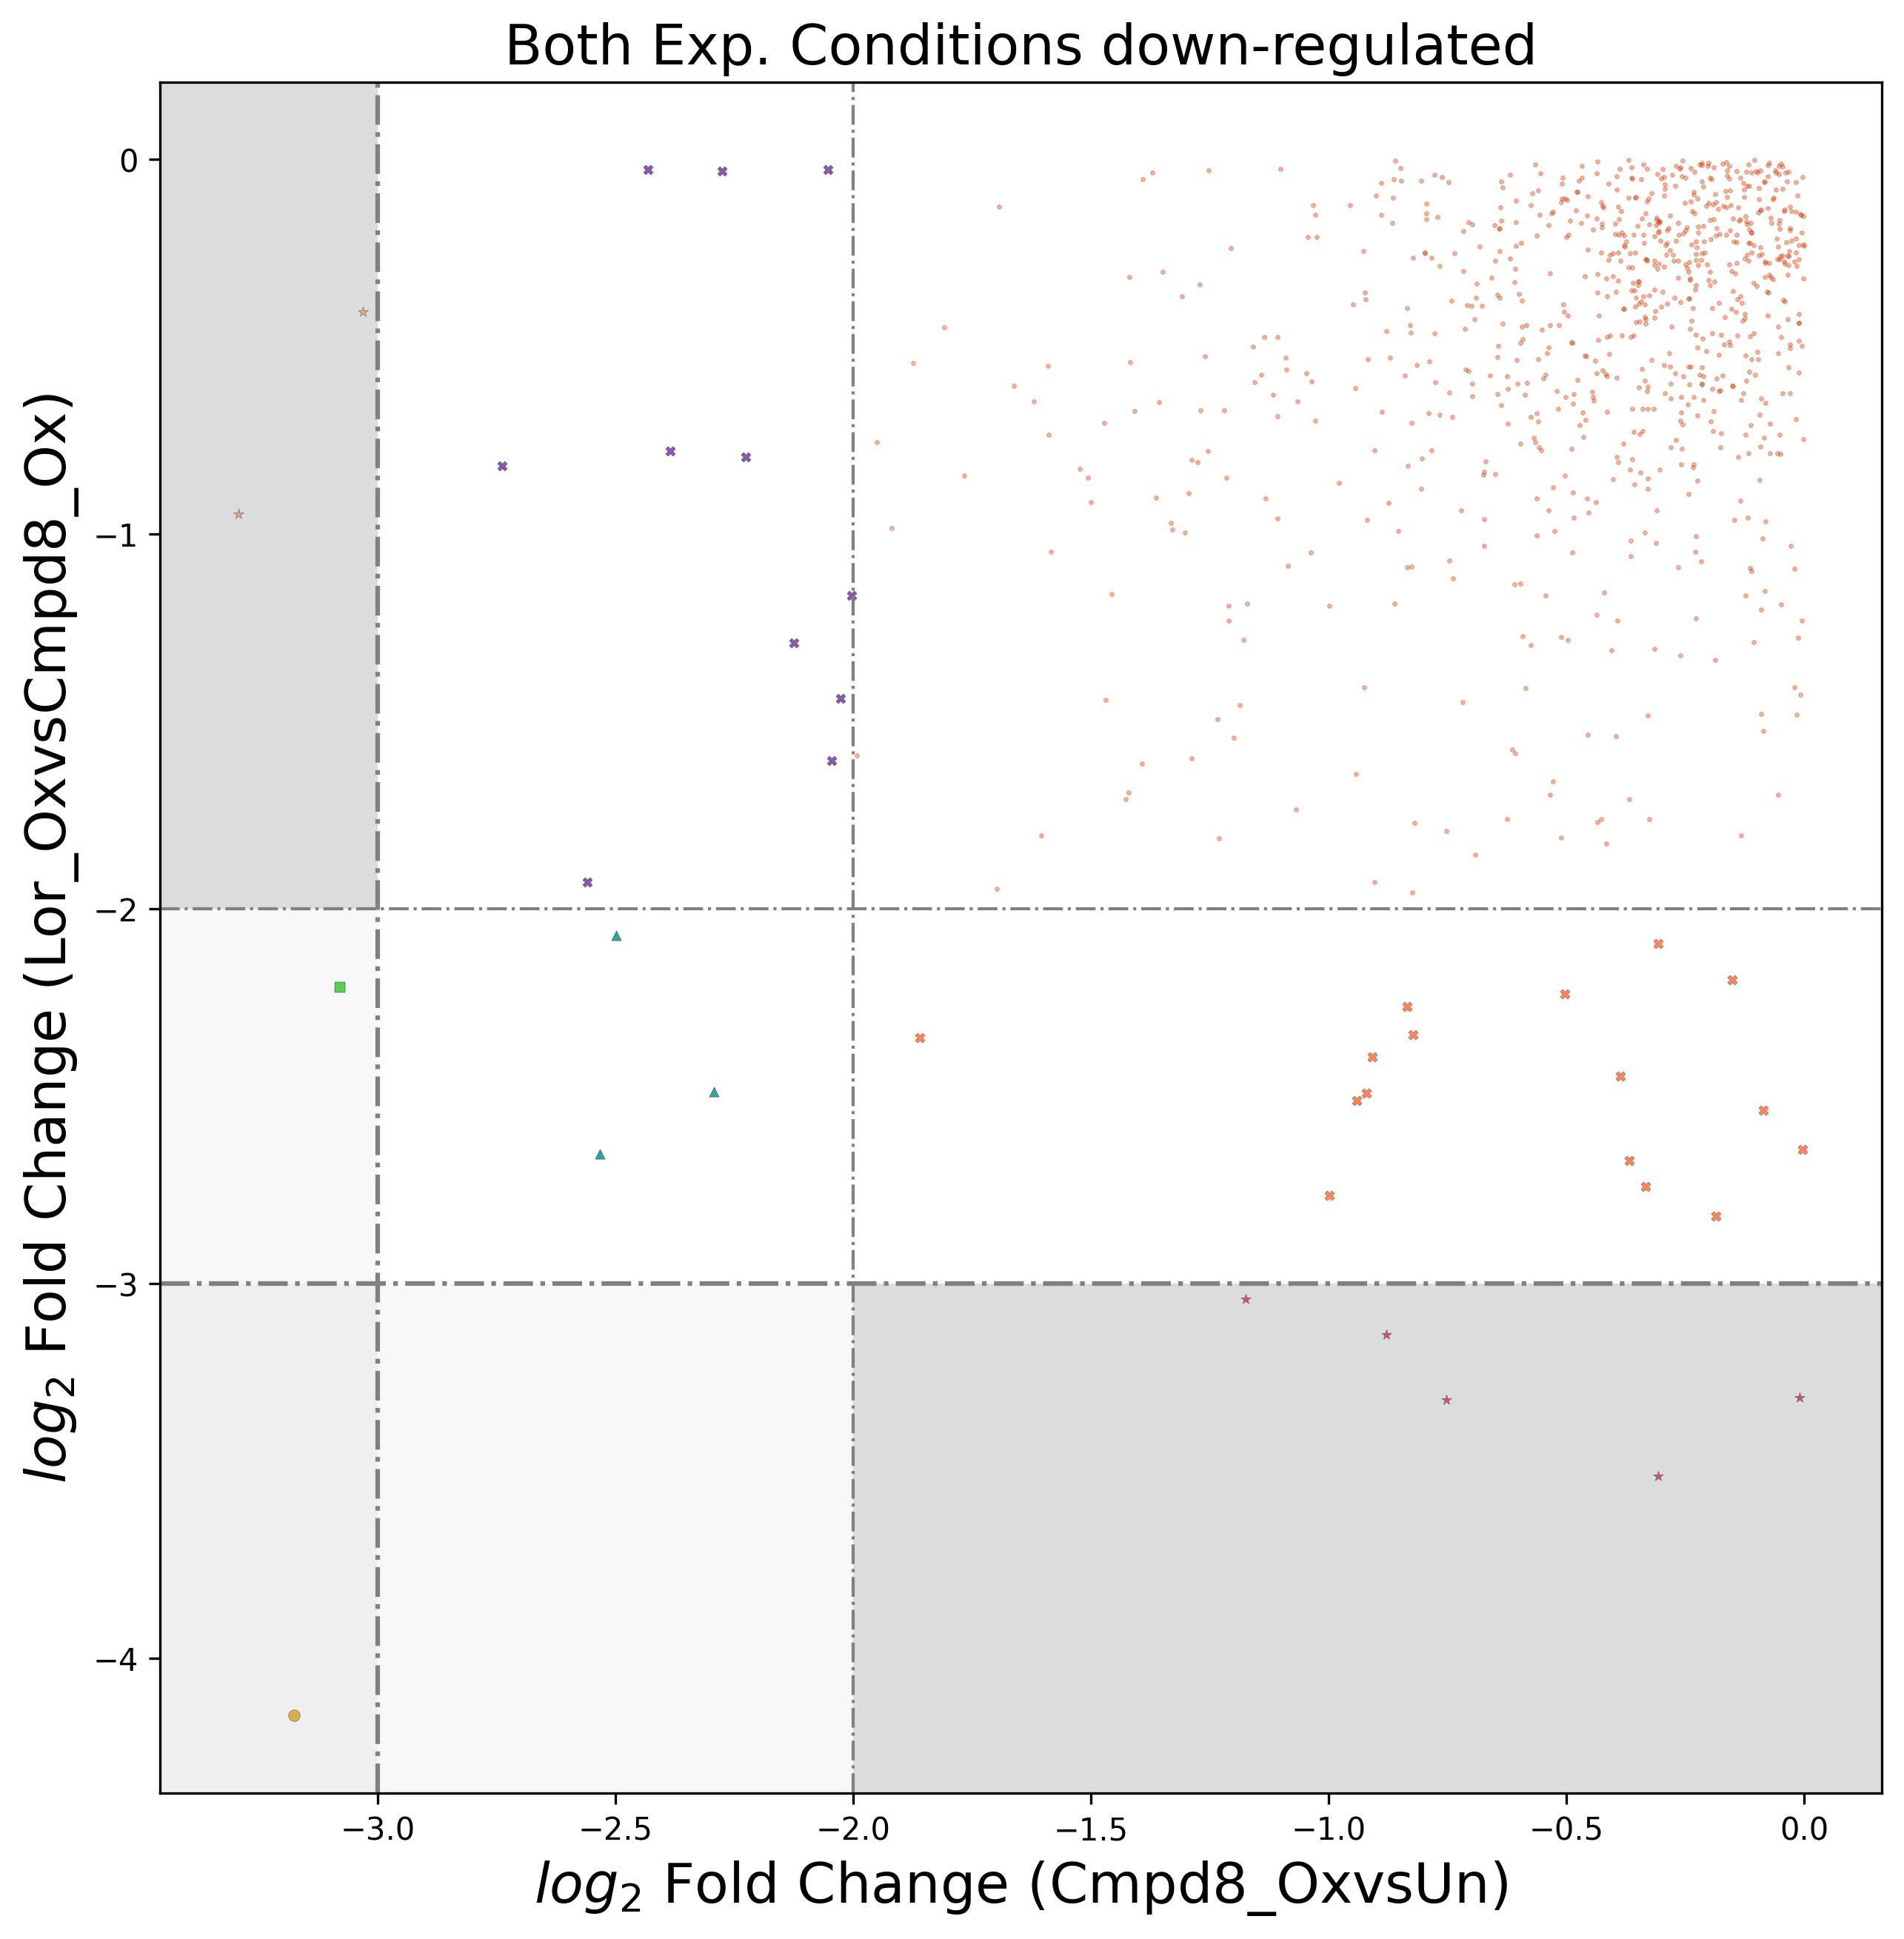 Both Exp. Conditions down-regulated
log₂ Fold Change (Lor_OxvsCmpd8_Ox)
0
−1
−2
−3
−4
−3.0 −2.5 −2.0 −1.5 −1.0 −0.5 0.0
log₂ Fold Change (Cmpd8_OxvsUn)